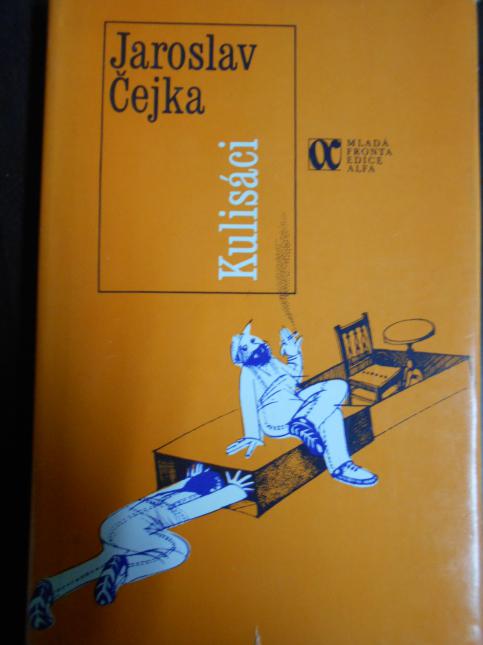 Jaroslav
Čejka
Kulisáci
α
MLADÁ
FRONTA
EDICE
ALFA